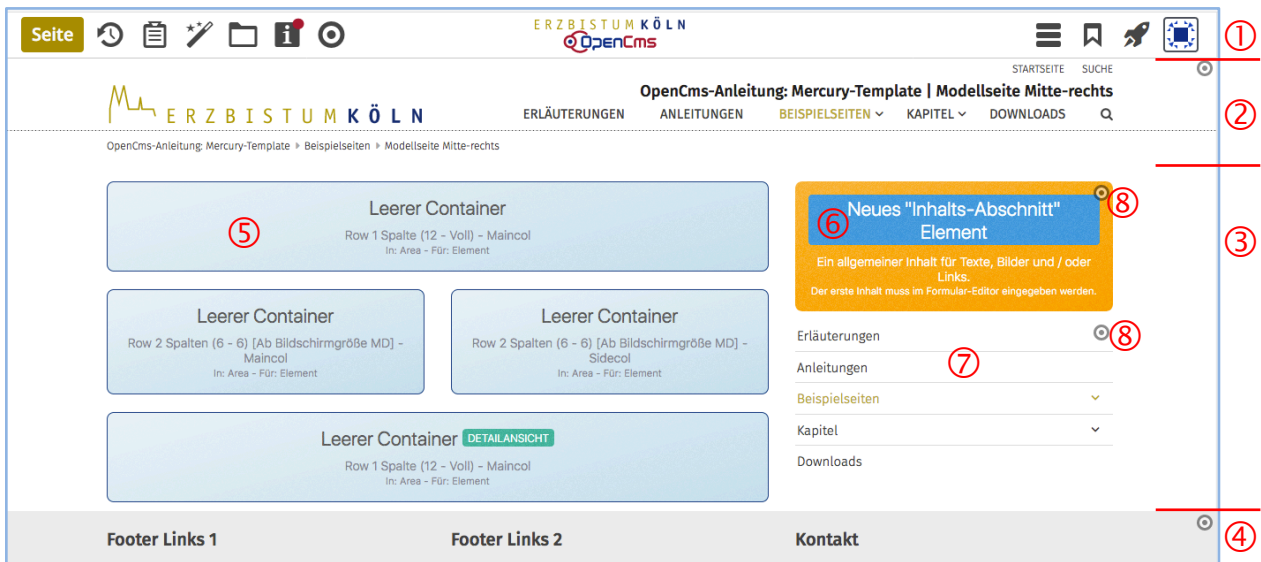 ERZBISTUM KÖLN
Seite
OpenCms
①
STARTSEITE SUCHE
OpenCms-Anleitung: Mercury-Template | Modellseite Mitte-rechts
ERZBISTUM KÖLN
ERLÄUTERUNGEN ANLEITUNGEN BEISPIELSEITEN KAPITEL DOWNLOADS
②
OpenCms-Anleitung: Mercury-Template Beispielseiten Modellseite Mitte-rechts
Leerer Container
⑤
Row 1 Spalte (12 - Voll) - Maincol
In: Area - Für: Element
Neues "Inhalts-Abschnitt"
Element
⑥
⑧
Ein allgemeiner Inhalt für Texte, Bilder und / oder
Links.
Der erste Inhalt muss im Formular-Editor eingegeben werden.
③
Leerer Container
Row 2 Spalten (6 - 6) [Ab Bildschirmgröße MD] -
Maincol
In: Area - Für: Element
Leerer Container
Row 2 Spalten (6 - 6) [Ab Bildschirmgröße MD] -
Sidecol
In: Area - Für: Element
Erläuterungen
⑧
Anleitungen
⑦
Beispielseiten
Kapitel
Downloads
Leerer Container DETAILANSICHT
Row 1 Spalte (12 - Voll) - Maincol
In: Area - Für: Element
Footer Links 1
Footer Links 2
Kontakt
④